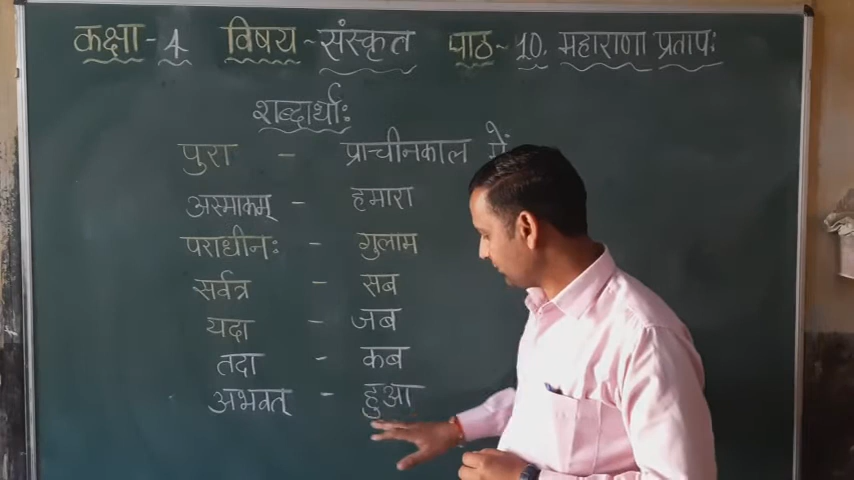 कक्षा - 4 विषय - संस्कृत पाठ - 10. महाराणा प्रतापः
शब्दार्थाः
पुरा - प्राचीनकाल में
अस्माकम् - हमारा
पराधीनः - गुलाम
सर्वत्र - सब
यदा - जब
तदा - कब
अभवत् - हुआ